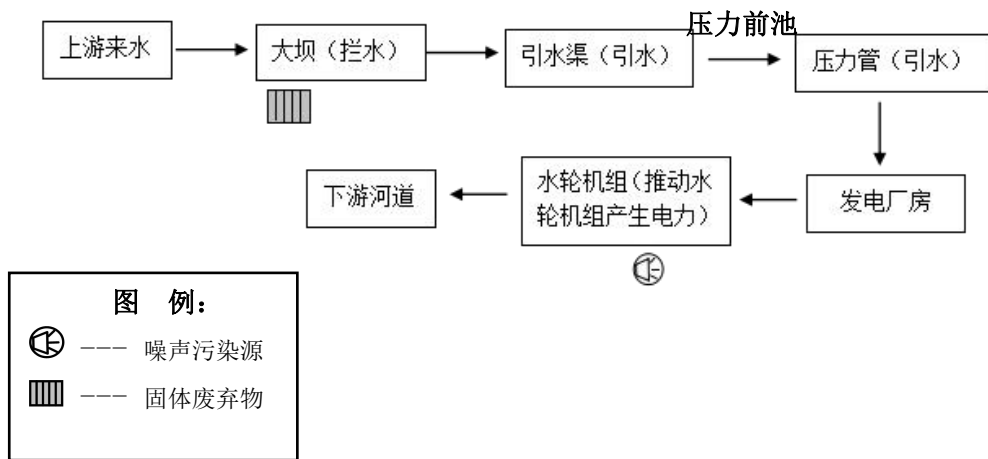 上游来水
大坝（拦水）
引水渠（引水）
压力前池
压力管（引水）
发电厂房
水轮机组（推动水
轮机组产生电力）
下游河道
图 例：
--- 噪声污染源
--- 固体废弃物